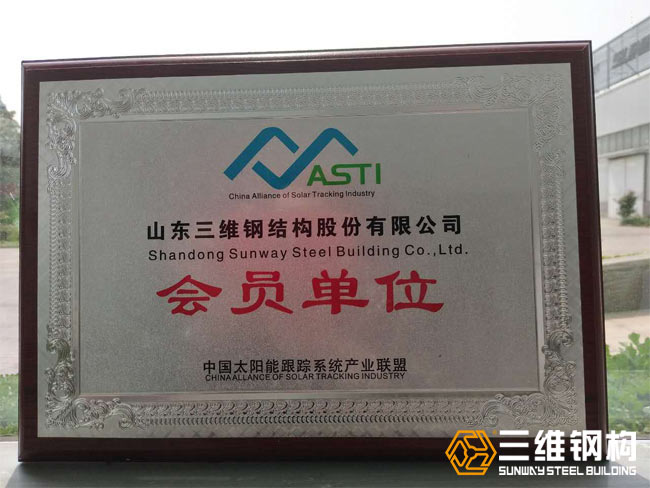 ASTI
China Alliance of Solar Tracking Industry
山东三维钢结构股份有限公司
Shandong Sunway Steel Building Co.,Ltd.
会员单位
中国太阳能跟踪系统产业联盟
CHINA ALLIANCE OF SOLAR TRACKING INDUSTRY
三维钢构
SUNWAY STEEL BUILDING